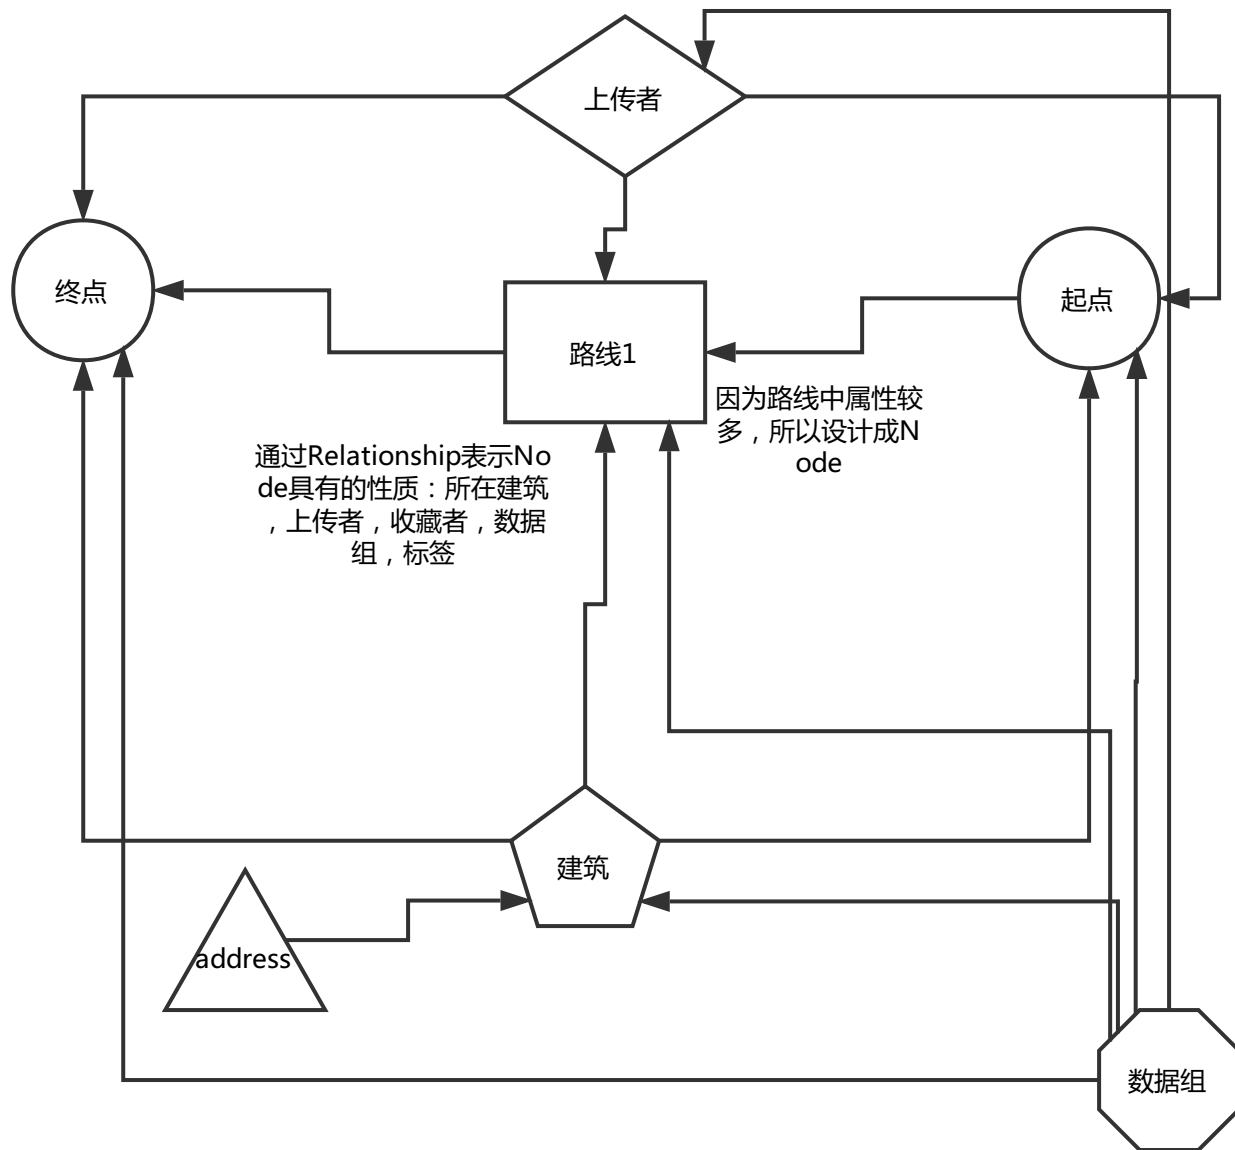 上传者
终点
起点
路线1
因为路线中属性较
多，所以设计成N
ode
通过Relationship表示No
de具有的性质：所在建筑
，上传者，收藏者，数据
组，标签
建筑
address
数据组